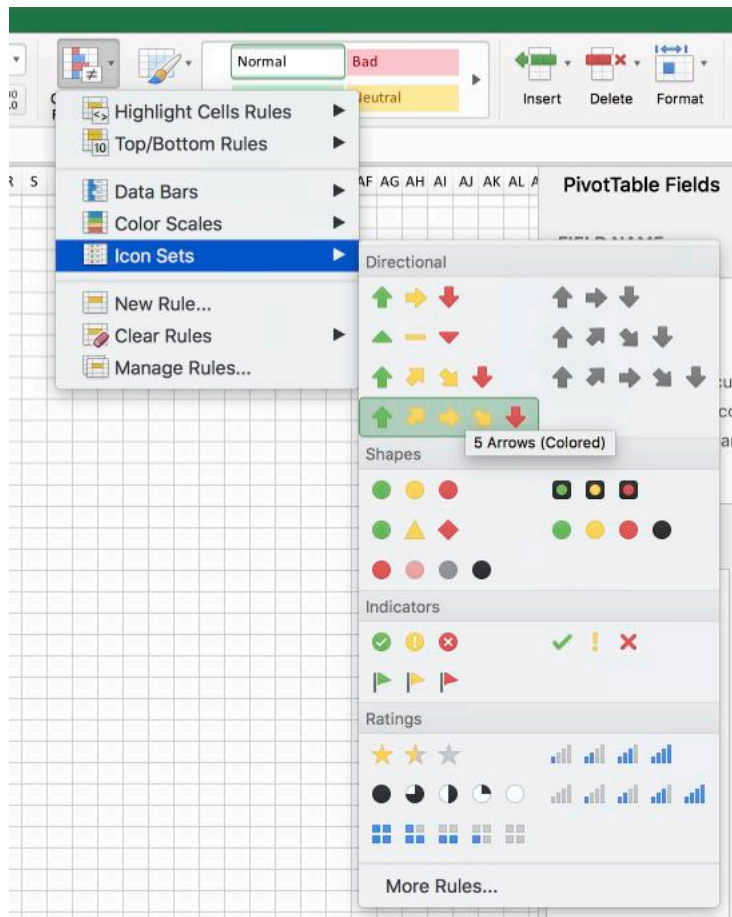 Normal Bad
Neutral
Insert Delete Format
Highlight Cells Rules
Top/Bottom Rules
Data Bars
Color Scales
Icon Sets
New Rule...
Clear Rules
Manage Rules...
S AF AG AH AI AJ AK AL
PivotTable Fields
FIELD NAME
Directional
5 Arrows (Colored)
Shapes
Indicators
Ratings
More Rules...